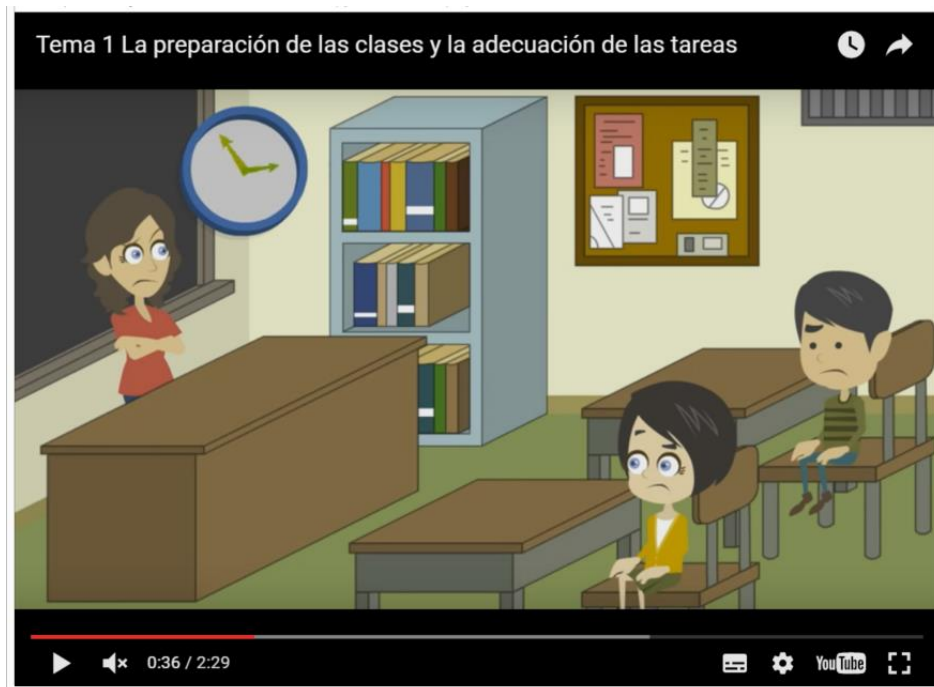 Tema 1 La preparación de las clases y la adecuación de las tareas
0:36 / 2:29
YouTube